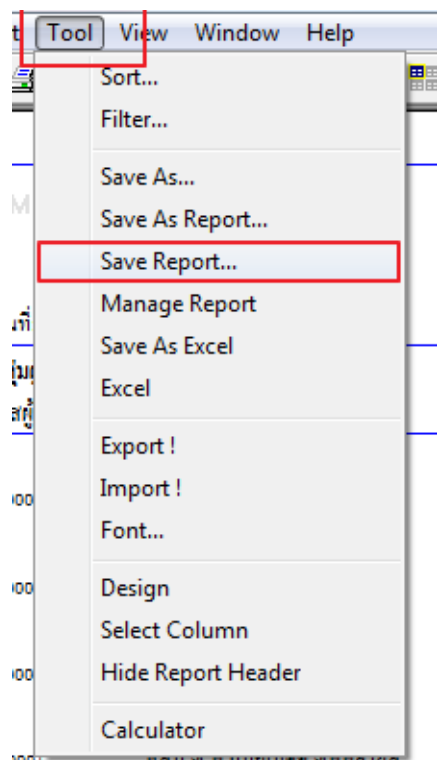 Tool View Window Help
Sort...
Filter...
Save As...
Save As Report...
Save Report...
Manage Report
Save As Excel
Excel
Export !
Import !
Font...
Design
Select Column
Hide Report Header
Calculator